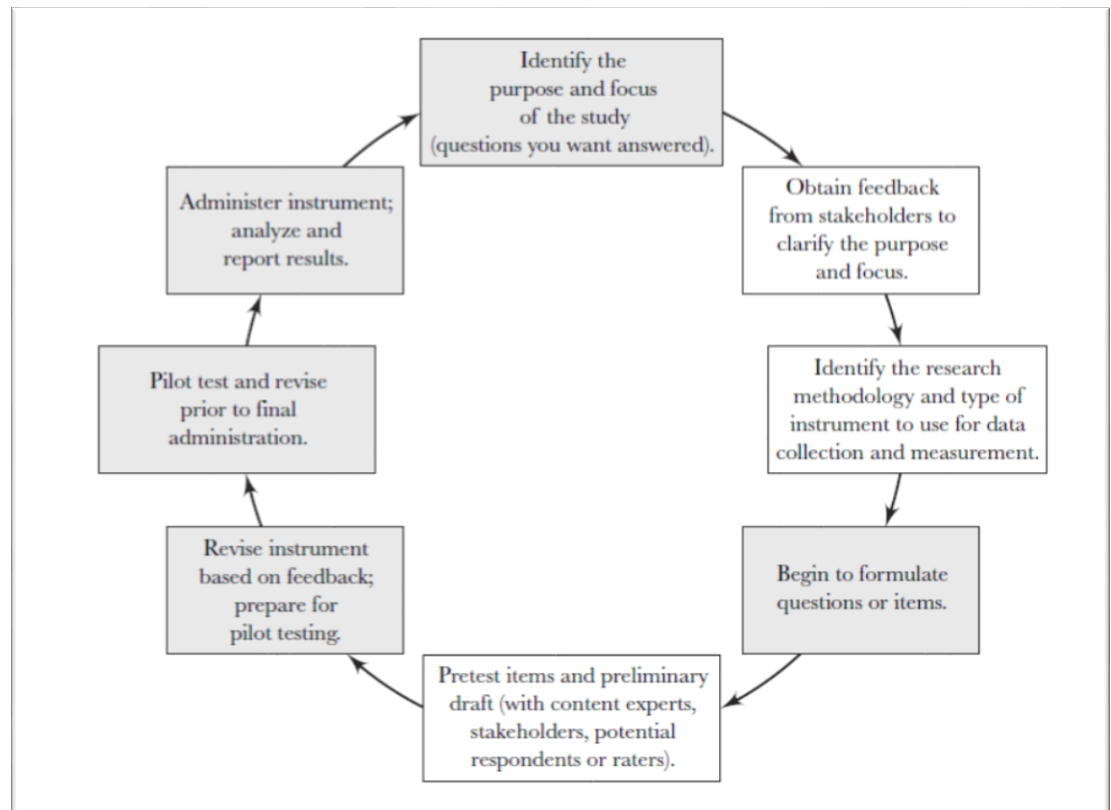 Identify the
purpose and focus
of the study
(questions you want answered).
Obtain feedback
from stakeholders to
clarify the purpose
and focus.
Identify the research
methodology and type of
instrument to use for data
collection and measurement.
Begin to formulate
questions or items.
Pretest items and preliminary
draft (with content experts,
stakeholders, potential
respondents or raters).
Revise instrument
based on feedback;
prepare for
pilot testing.
Pilot test and revise
prior to final
administration.
Administer instrument;
analyze and
report results.